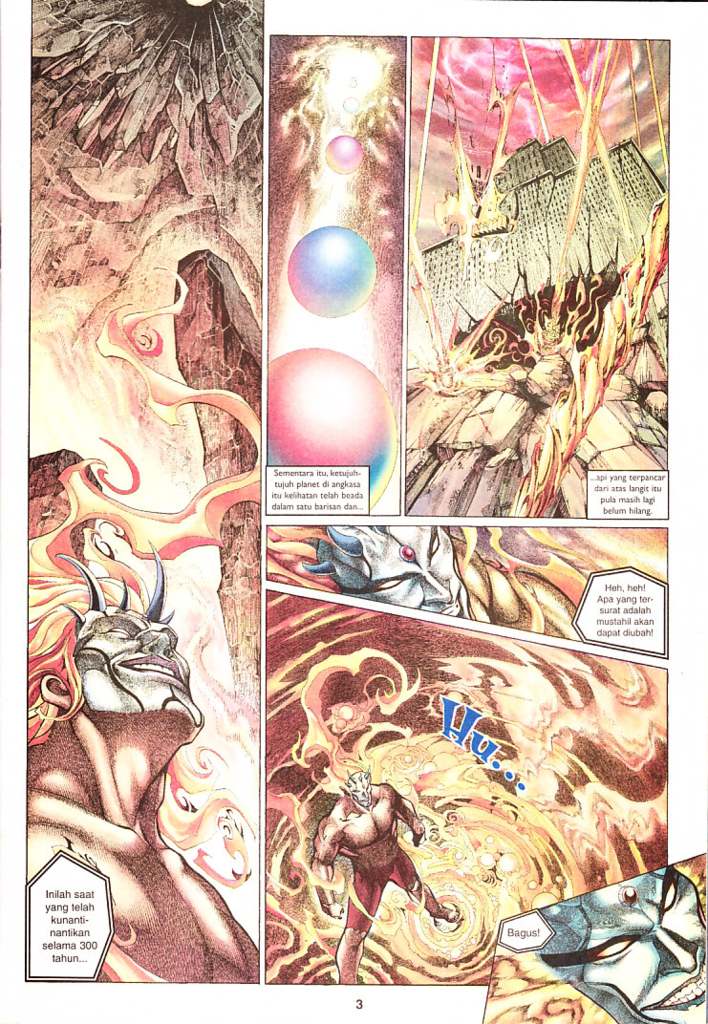 Sementara itu, ketujuh-
tujuh planet di angkasa
itu kelihatan telah beada
dalam satu barisan dan...
...api yang terpancar
dari atas langit itu
pula masih lagi
belum hilang.
Heh, heh!
Apa yang ter-
surat adalah
mustahil akan
dapat diubah!
Inilah saat
yang telah
kunanti-
nantikan
selama 300
tahun...
Hu...
Bagus!
3